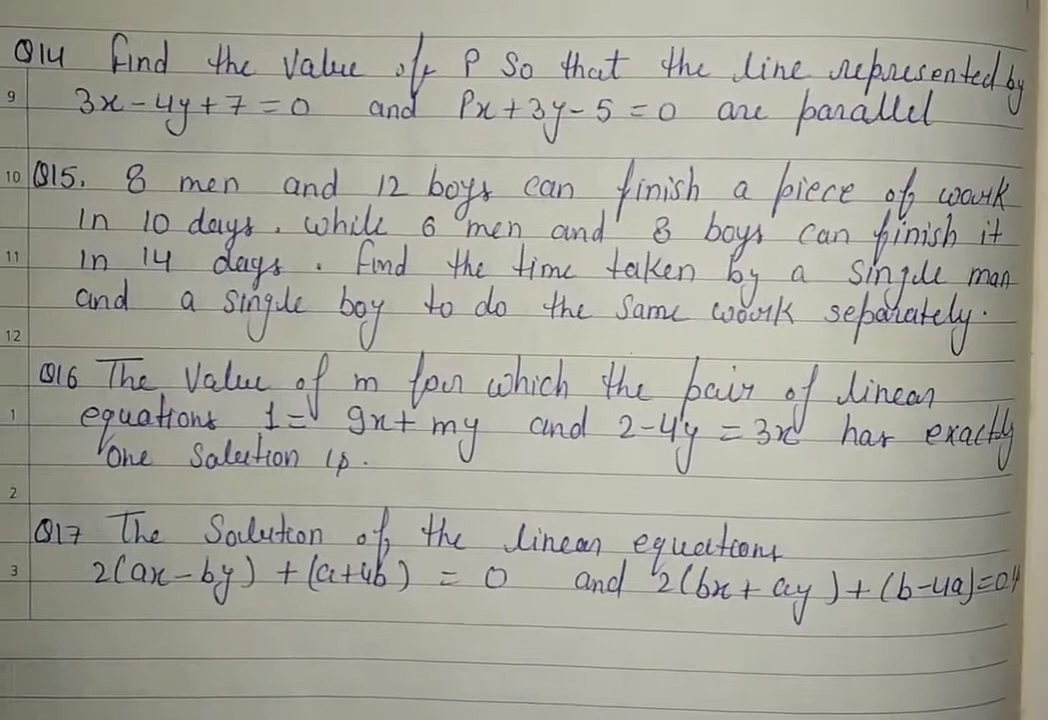 Q14 find the value of P So that the line represented by
9 3x - 4y + 7 = 0 and Px + 3y - 5 = 0 are parallel
10 Q15. 8 men and 12 boys can finish a piece of work
in 10 days. while 6 men and 8 boys can finish it
11 in 14 days. find the time taken by a single man
and a single boy to do the same work separately.
12
Q16 The Value of m for which the pair of linear
1 equations 1 = 9x + my and 2 - 4y = 3x has exactly
one Solution is.
2
Q17 The Solution of the linear equations
3 2(ax - by) + (a + 4b) = 0 and 2(bx + ay) + (b - 4a) = 0